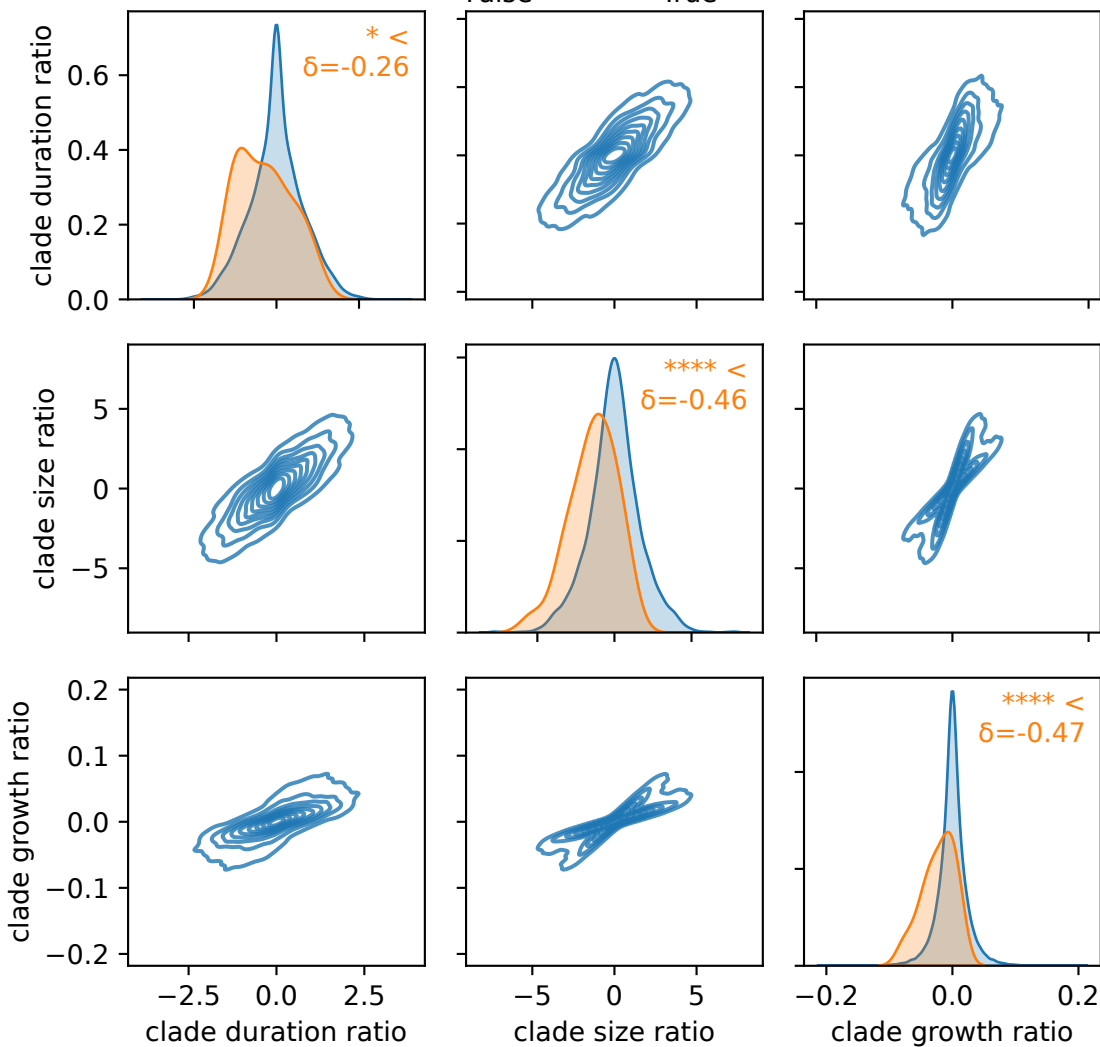 clade duration ratio
0.6
0.4
0.2
0.0
* <
δ=-0.26
clade size ratio
5
0
−5
**** <
δ=-0.46
clade growth ratio
0.2
0.1
0.0
−0.1
−0.2
**** <
δ=-0.47
−2.5 0.0 2.5
−5 0 5
−0.2 0.0 0.2
clade duration ratio
clade size ratio
clade growth ratio